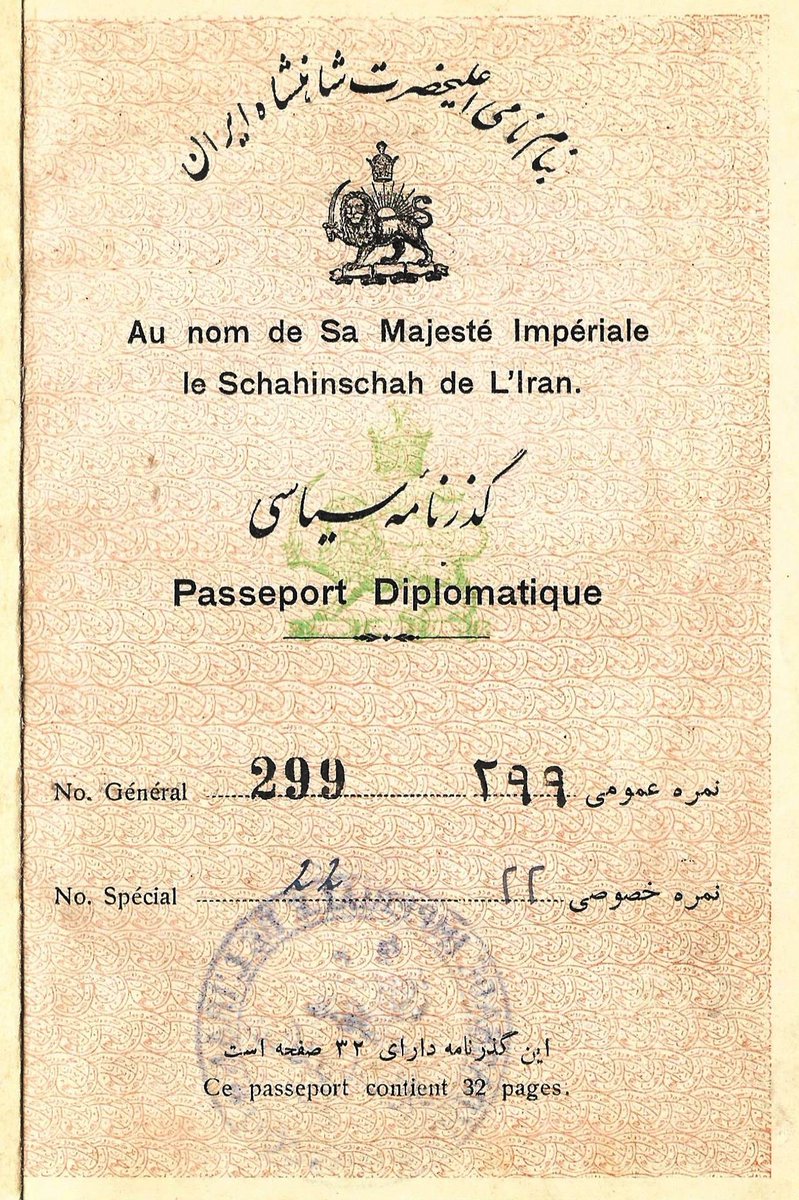 بنام نامی اعلیحضرت شاهنشاه ایران
Au nom de Sa Majesté Impériale
le Schahinschah de L'Iran.
گذرنامهٔ سیاسی
Passeport Diplomatique
No. Général 299 ۲۹۹ نمره عمومی
No. Spécial 22 ۲۲ نمره خصوصی
این گذرنامه دارای ۳۲ صفحه است
Ce passeport contient 32 pages.